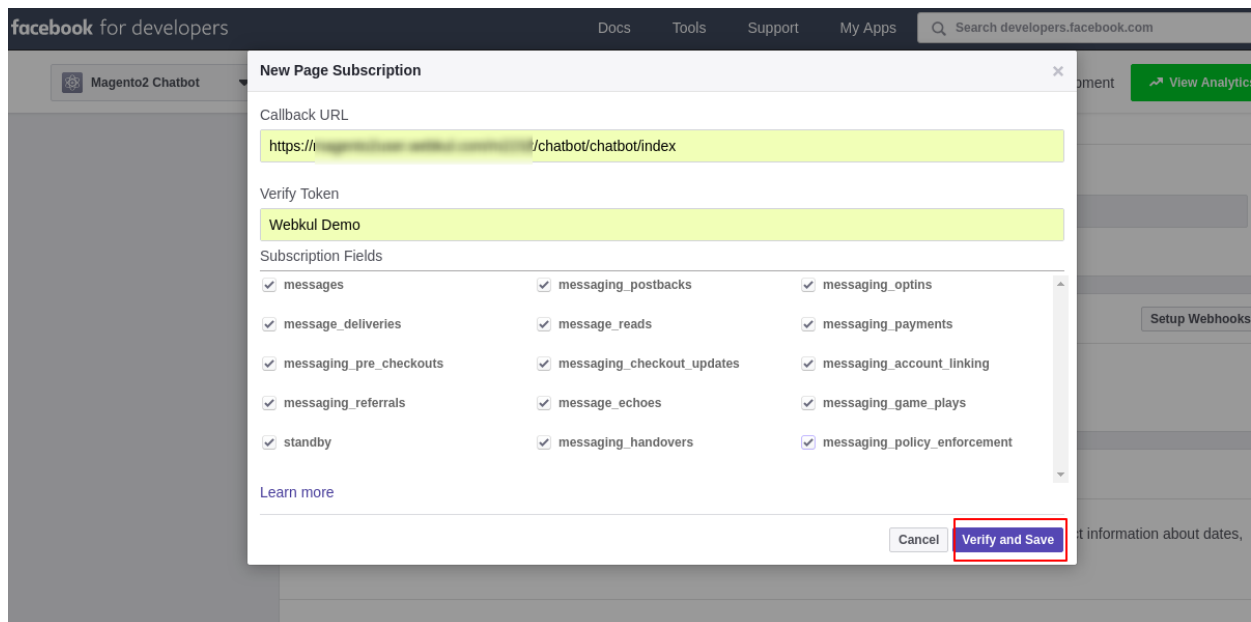 facebook for developers Docs Tools Support My Apps Search developers.facebook.com
Magento2 Chatbot
View Analytics
New Page Subscription ×
Callback URL
https:// /chatbot/chatbot/index
Verify Token
Webkul Demo
Subscription Fields
messages messaging_postbacks messaging_optins
message_deliveries message_reads messaging_payments
messaging_pre_checkouts messaging_checkout_updates messaging_account_linking
messaging_referrals message_echoes messaging_game_plays
standby messaging_handovers messaging_policy_enforcement
Setup Webhooks
Learn more
Cancel Verify and Save
information about dates,